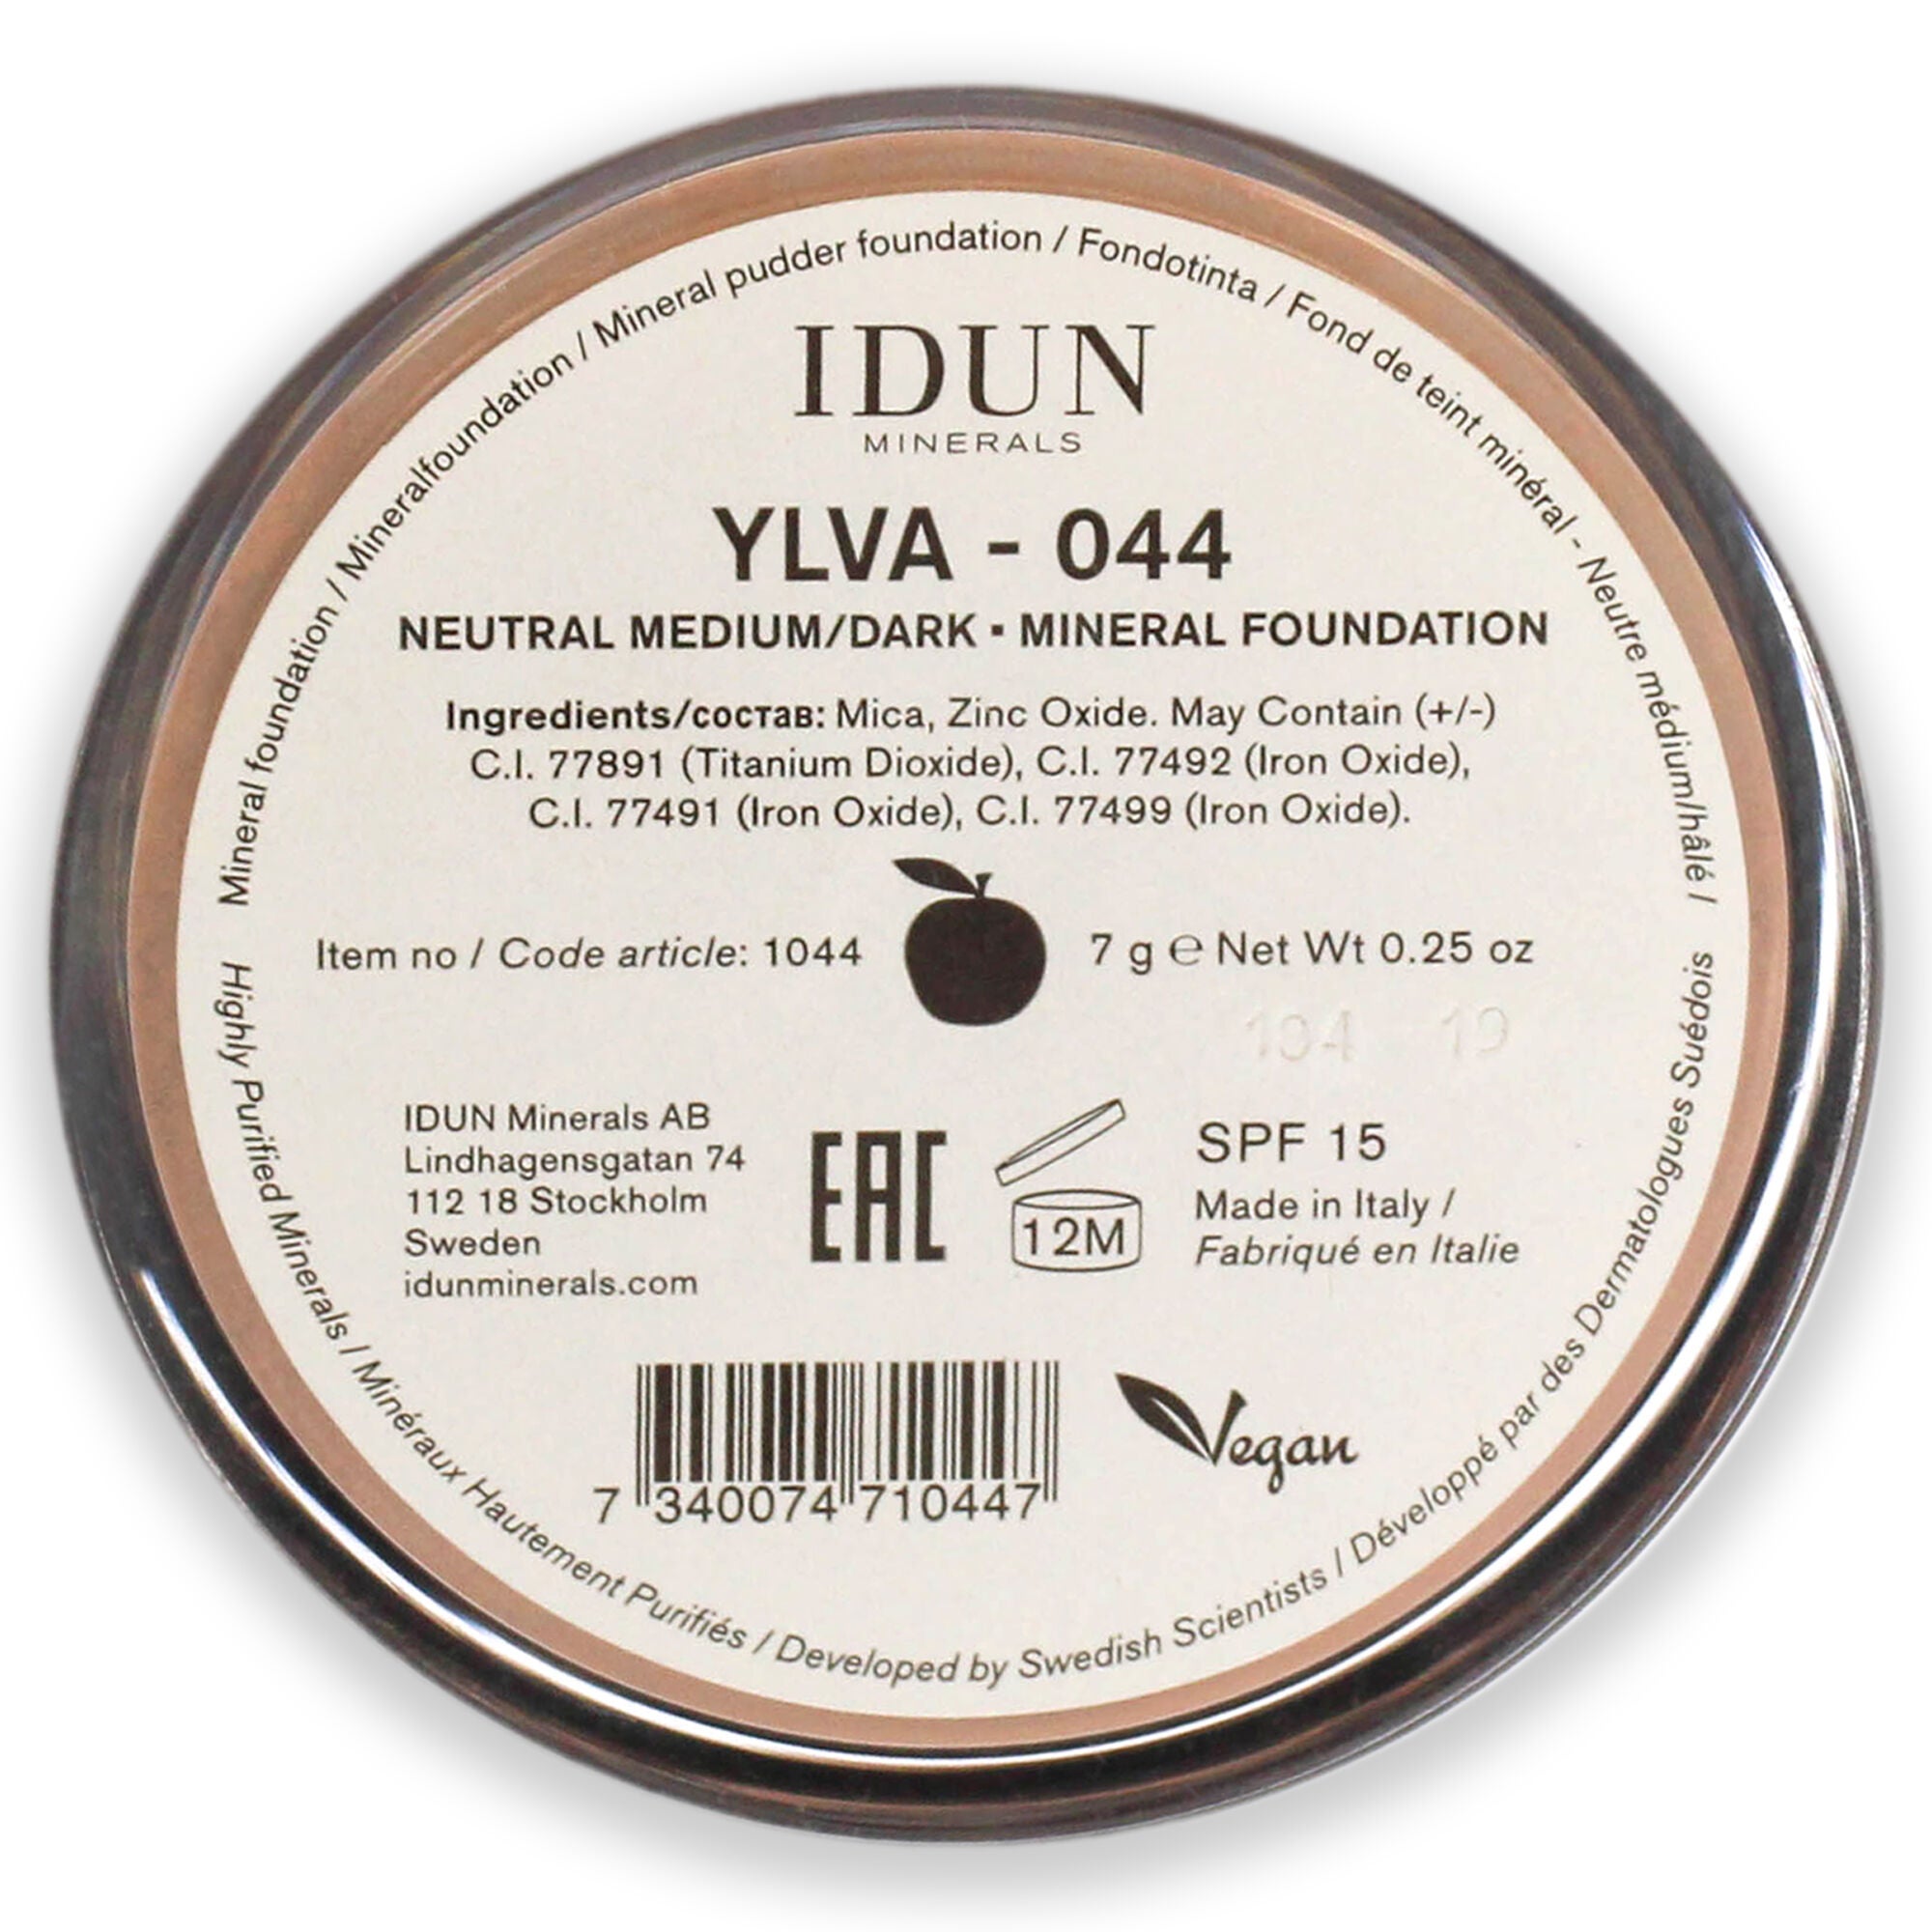 Mineral foundation / Mineralfoundation / Mineral pudder foundation / Fondotinta / Fond de teint minéral - Neutre médium/hâlé /
IDUN
MINERALS
YLVA - 044
NEUTRAL MEDIUM/DARK ▪ MINERAL FOUNDATION
Ingredients/состав: Mica, Zinc Oxide. May Contain (+/-)
C.I. 77891 (Titanium Dioxide), C.I. 77492 (Iron Oxide),
C.I. 77491 (Iron Oxide), C.I. 77499 (Iron Oxide).
Item no / Code article: 1044
7 g ℮ Net Wt 0.25 oz
IDUN Minerals AB
Lindhagensgatan 74
112 18 Stockholm
Sweden
idunminerals.com
EAC
12M
SPF 15
Made in Italy /
Fabriqué en Italie
7 340074 710447
Vegan
Highly Purified Minerals / Minéraux Hautement Purifiés / Developed by Swedish Scientists / Développé par des Dermatologues Suédois